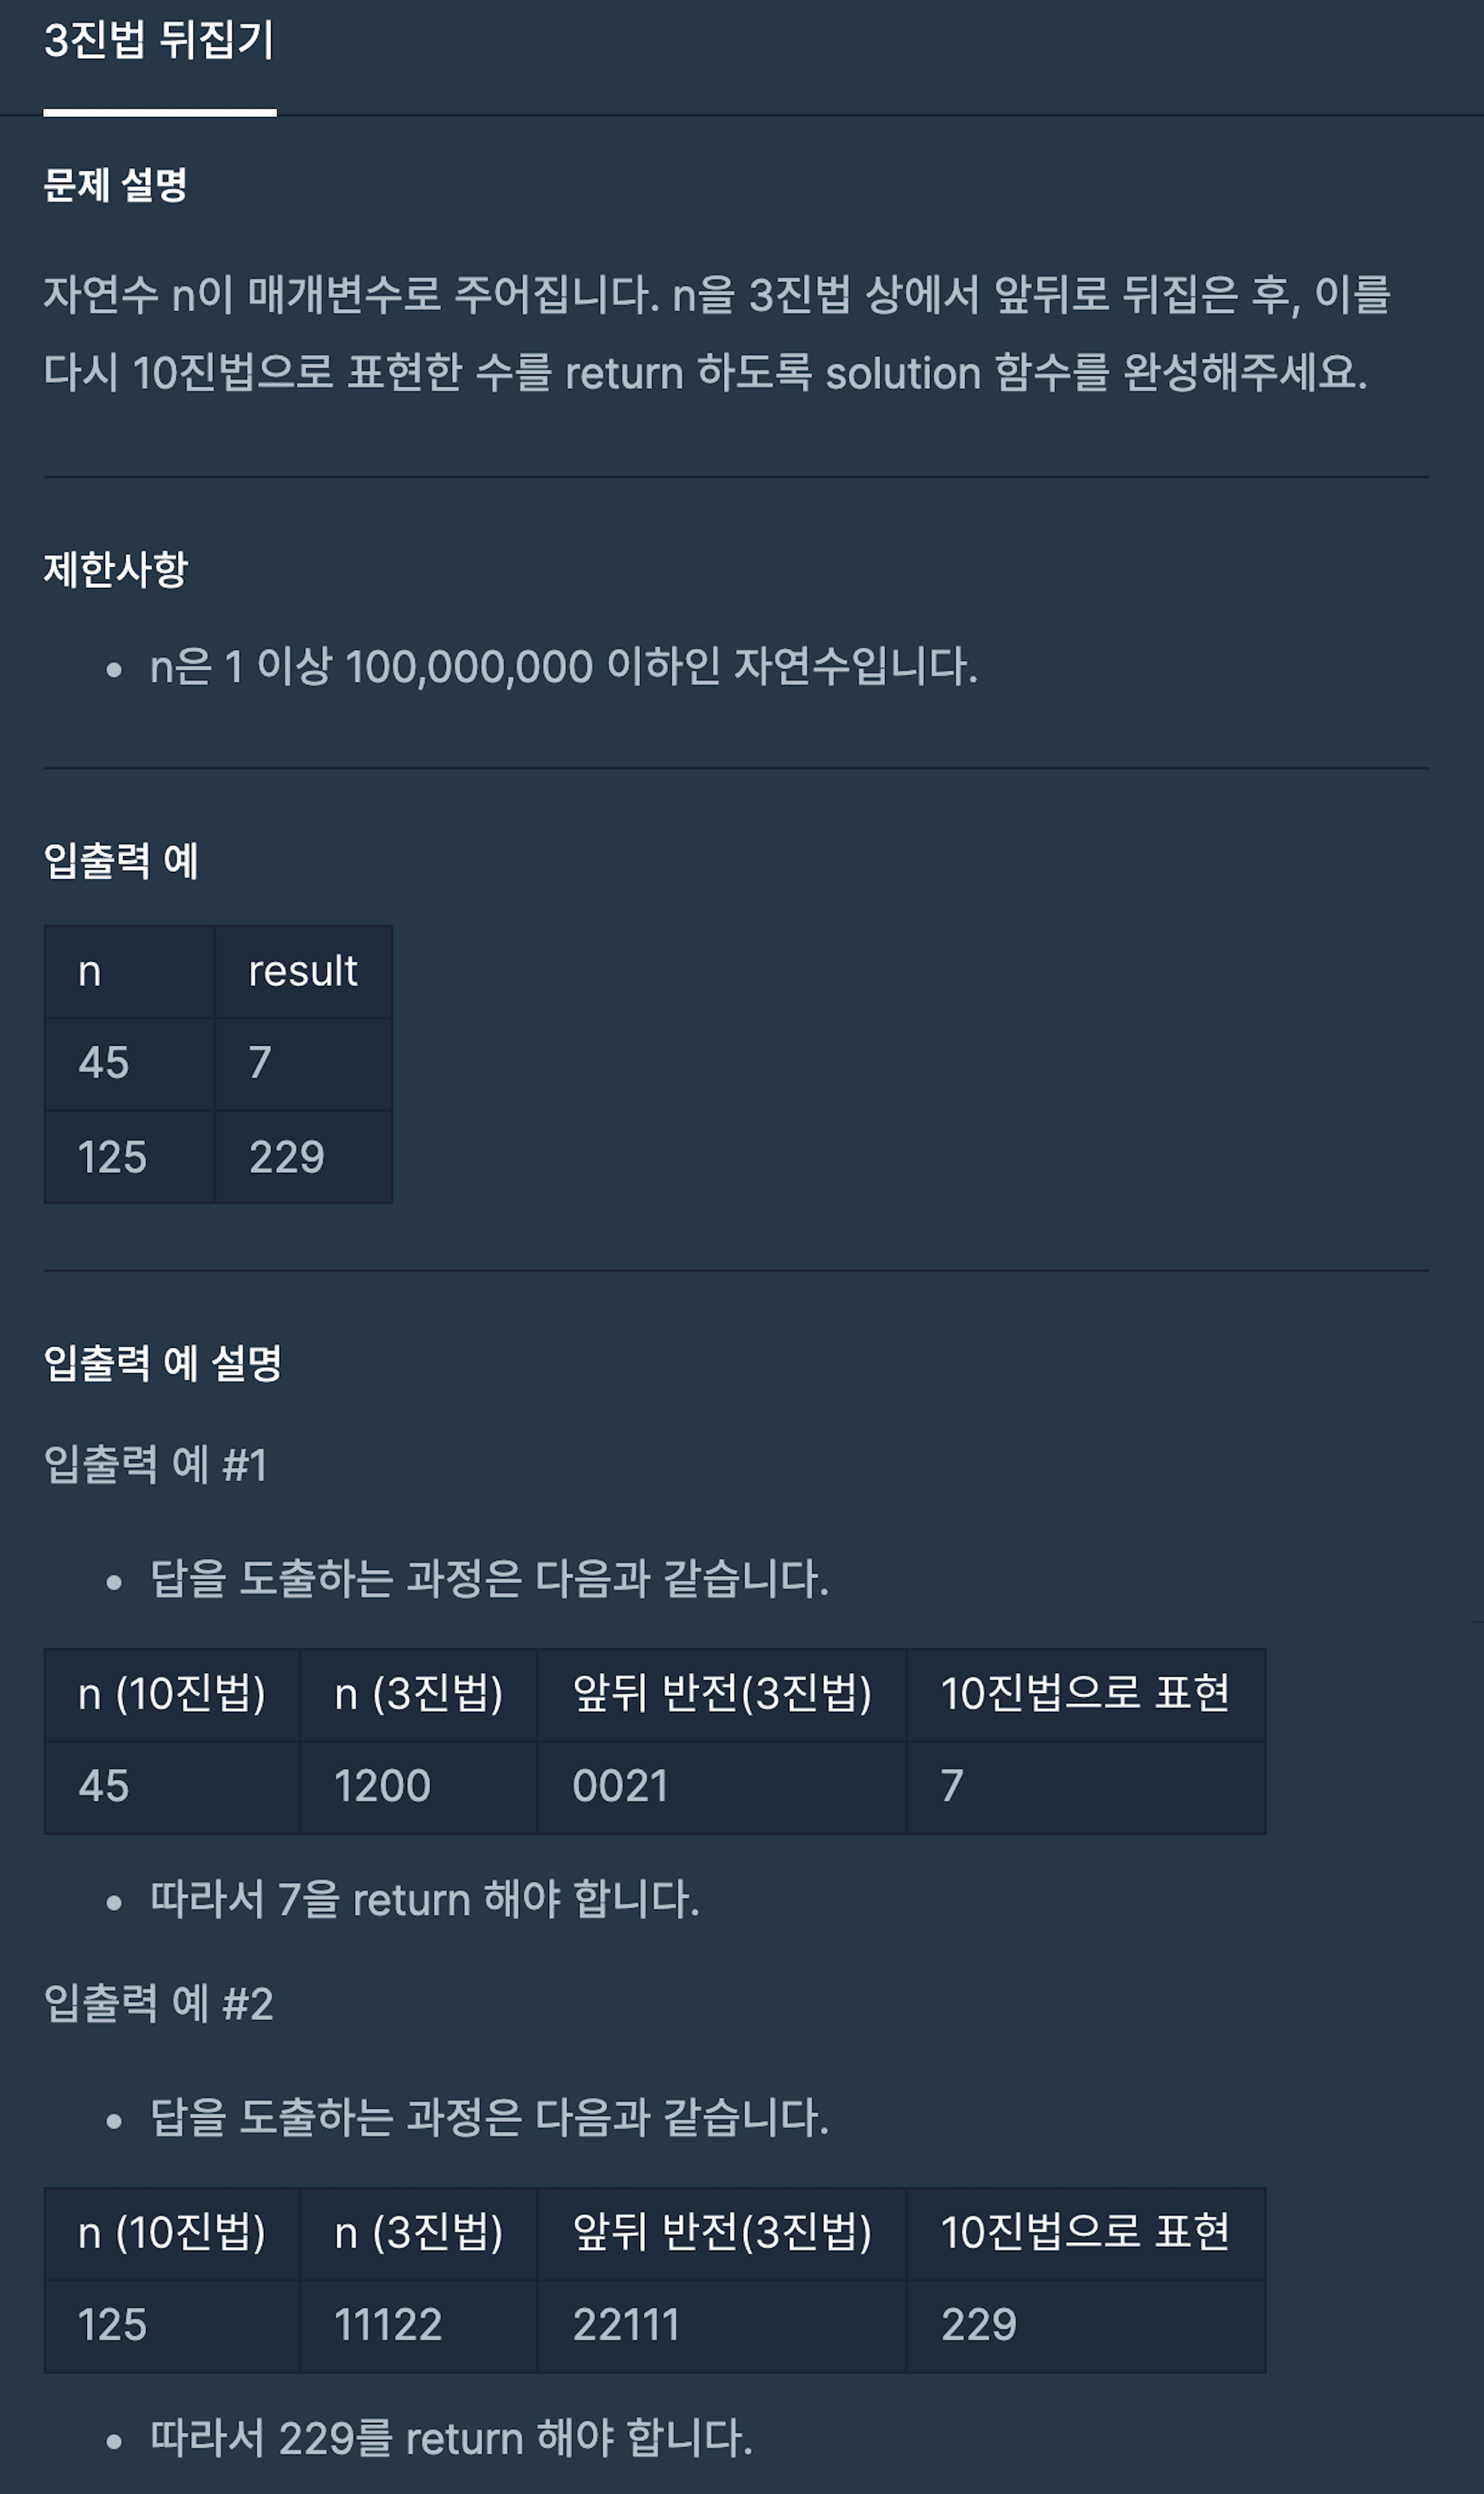 3진법 뒤집기
문제 설명
자연수 n이 매개변수로 주어집니다. n을 3진법 상에서 앞뒤로 뒤집은 후, 이를
다시 10진법으로 표현한 수를 return 하도록 solution 함수를 완성해주세요.
제한사항
• n은 1 이상 100,000,000 이하인 자연수입니다.
입출력 예
n result
45 7
125 229
입출력 예 설명
입출력 예 #1
• 답을 도출하는 과정은 다음과 같습니다.
n (10진법) n (3진법) 앞뒤 반전(3진법) 10진법으로 표현
45 1200 0021 7
• 따라서 7을 return 해야 합니다.
입출력 예 #2
• 답을 도출하는 과정은 다음과 같습니다.
n (10진법) n (3진법) 앞뒤 반전(3진법) 10진법으로 표현
125 11122 22111 229
• 따라서 229를 return 해야 합니다.